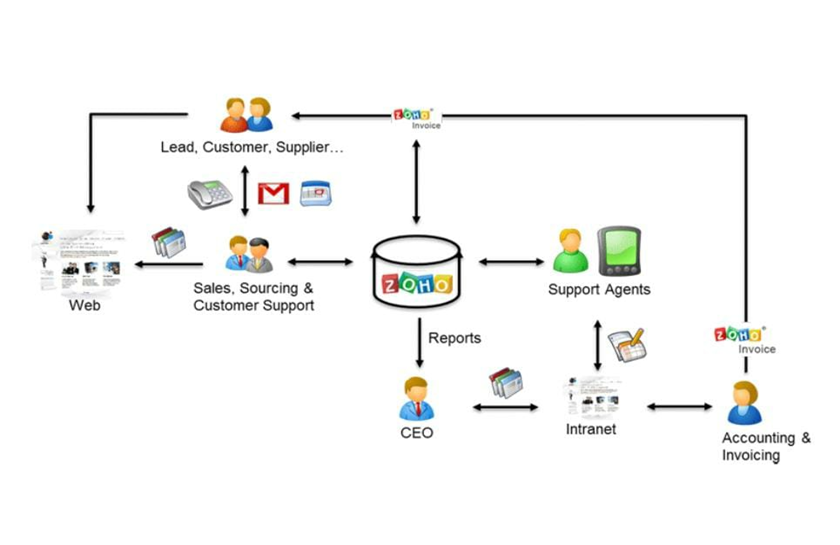 ZOHO
Invoice
Lead, Customer, Supplier...
Web
Sales, Sourcing &
Customer Support
ZOHO
Support Agents
Reports
ZOHO
Invoice
CEO
Intranet
Accounting &
Invoicing